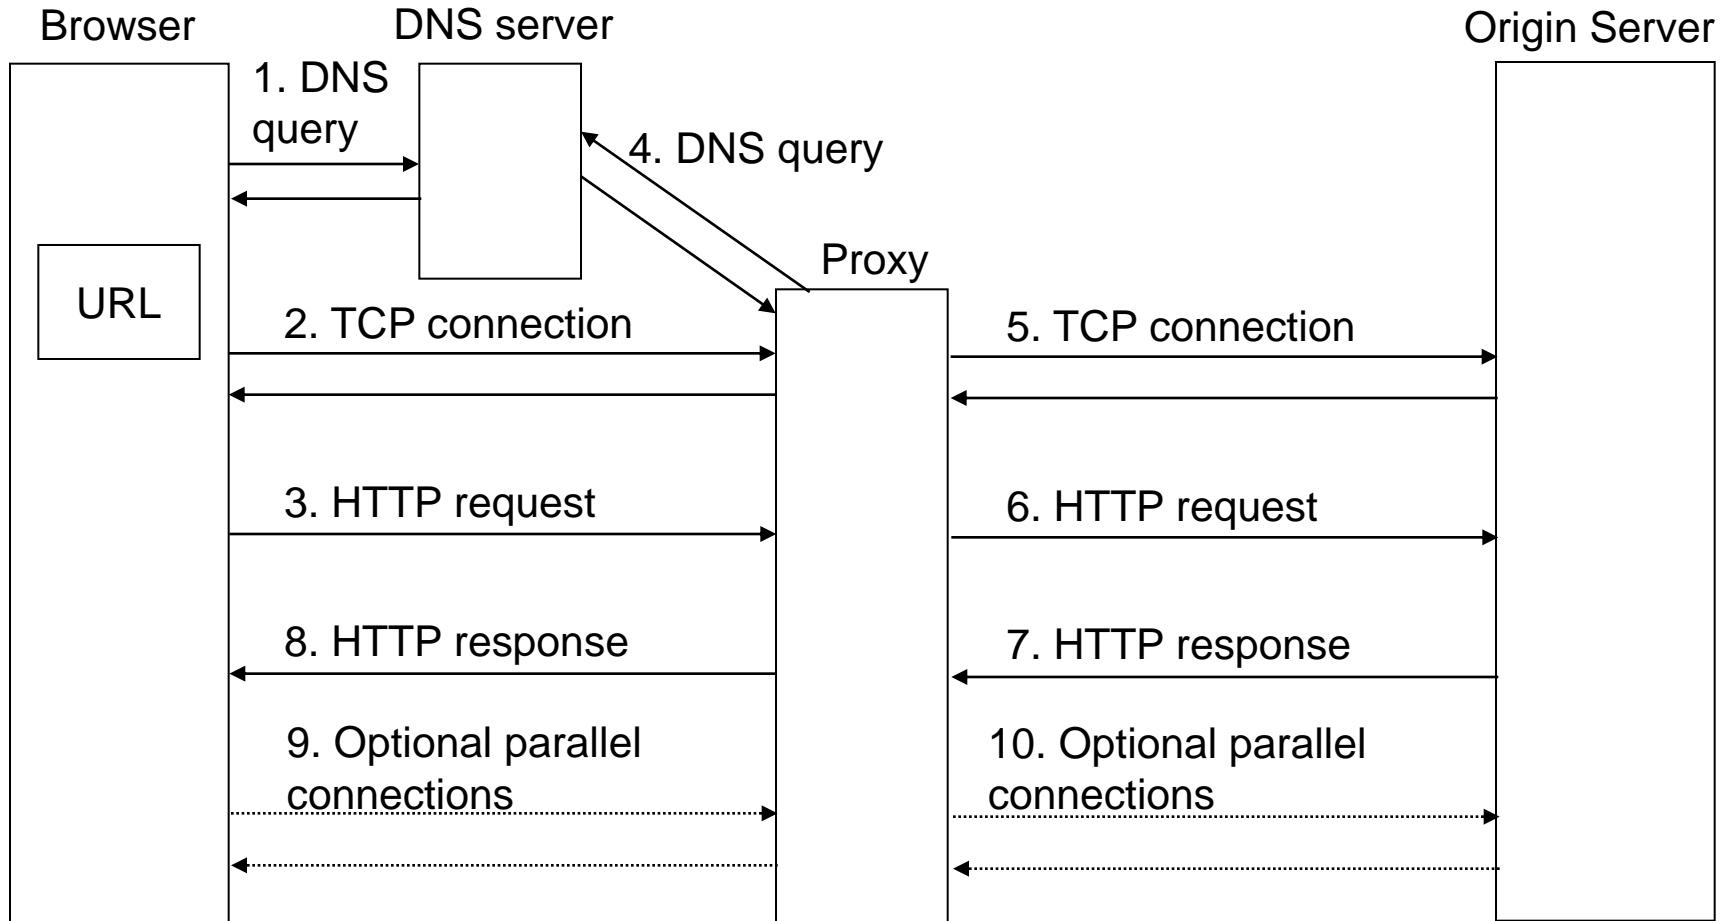 Browser
DNS server
Origin Server
1. DNS
query
4. DNS query
Proxy
URL
2. TCP connection
5. TCP connection
3. HTTP request
6. HTTP request
8. HTTP response
7. HTTP response
9. Optional parallel
connections
10. Optional parallel
connections